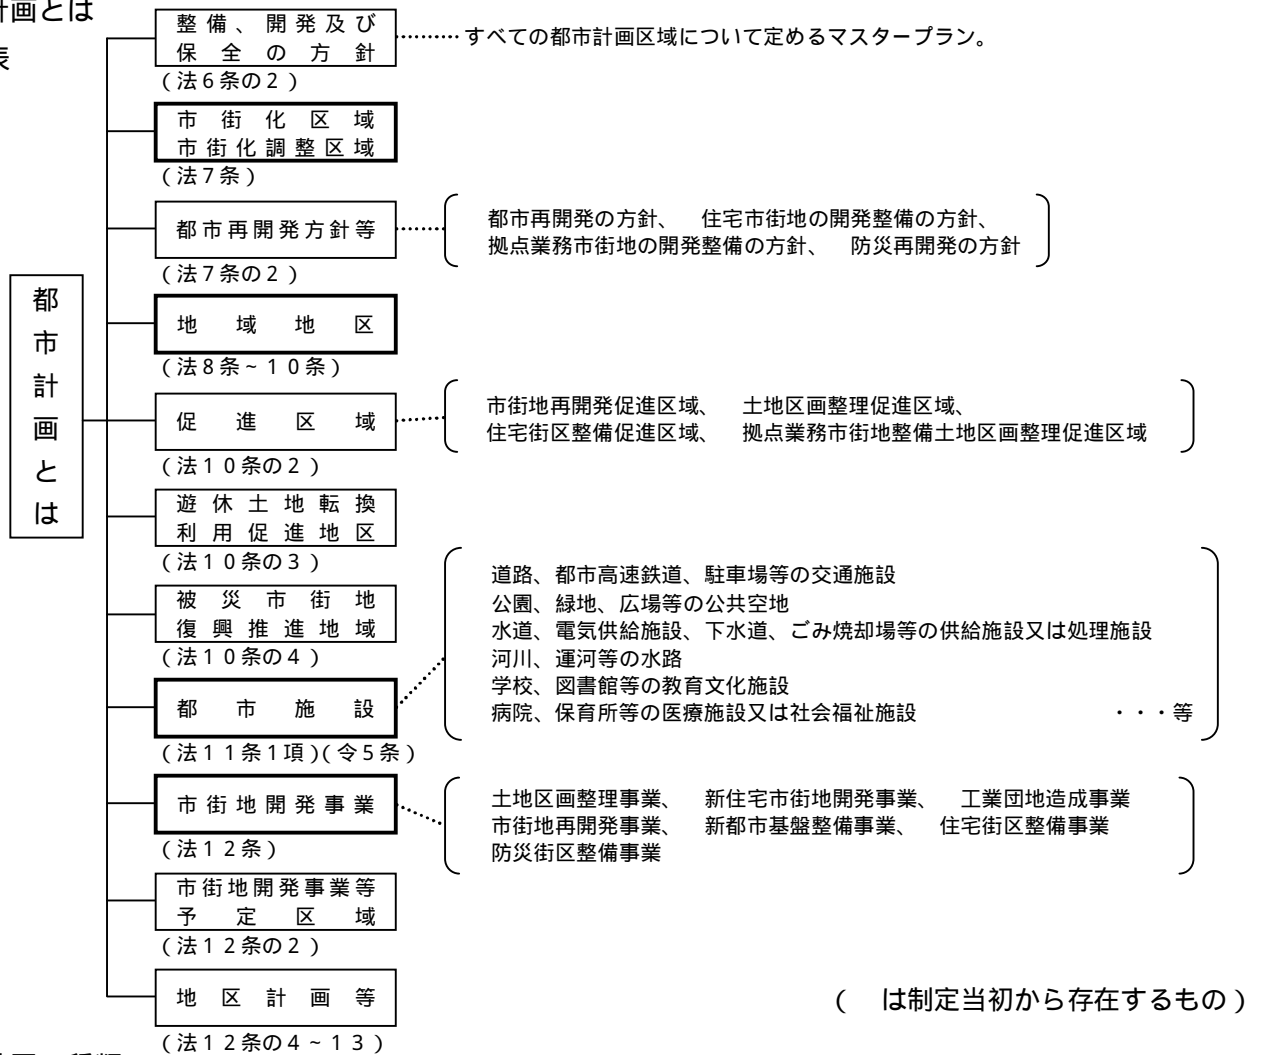 計画とは
表
都市計画とは
整備、開発及び
保全の方針
すべての都市計画区域について定めるマスタープラン。
(法6条の2)
市街化区域
市街化調整区域
(法7条)
都市再開発方針等
都市再開発の方針、　住宅市街地の開発整備の方針、
拠点業務市街地の開発整備の方針、　防災再開発の方針
(法7条の2)
地域地区
(法8条~10条)
促進区域
市街地再開発促進区域、　土地区画整理促進区域、
住宅街区整備促進区域、　拠点業務市街地整備土地区画整理促進区域
(法10条の2)
遊休土地転換
利用促進地区
(法10条の3)
被災市街地
復興推進地域
(法10条の4)
都市施設
道路、都市高速鉄道、駐車場等の交通施設
公園、緑地、広場等の公共空地
水道、電気供給施設、下水道、ごみ焼却場等の供給施設又は処理施設
河川、運河等の水路
学校、図書館等の教育文化施設
病院、保育所等の医療施設又は社会福祉施設　・・・等
(法11条1項)(令5条)
市街地開発事業
土地区画整理事業、　新住宅市街地開発事業、　工業団地造成事業
市街地再開発事業、　新都市基盤整備事業、　住宅街区整備事業
防災街区整備事業
(法12条)
市街地開発事業等
予定区域
(法12条の2)
地区計画等
(　は制定当初から存在するもの)
(法12条の4~13)